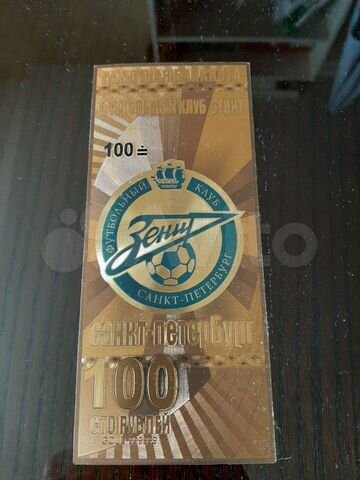 ФУТБОЛЬНЫЙ КЛУБ ЗЕНИТ
100=
ФУТБОЛЬНЫЙ КЛУБ
Зенит
САНКТ-ПЕТЕРБУРГ
санкт-петербург
100
СТО РУБЛЕЙ